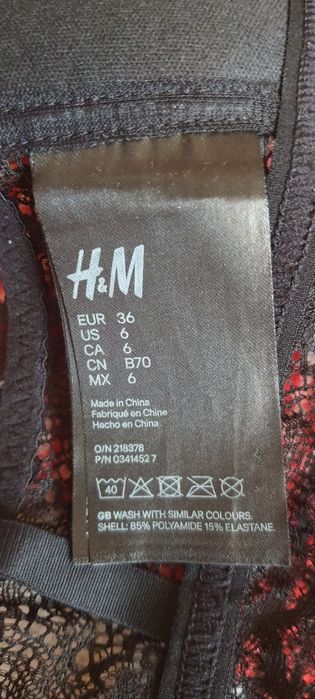 H&M
EUR 36
US 6
CA 6
CN B70
MX 6
Made in China
Fabriqué en Chine
Hecho en China
O/N 218378
P/N 0341452 7
40
GB WASH WITH SIMILAR COLOURS.
SHELL: 85% POLYAMIDE 15% ELASTANE.